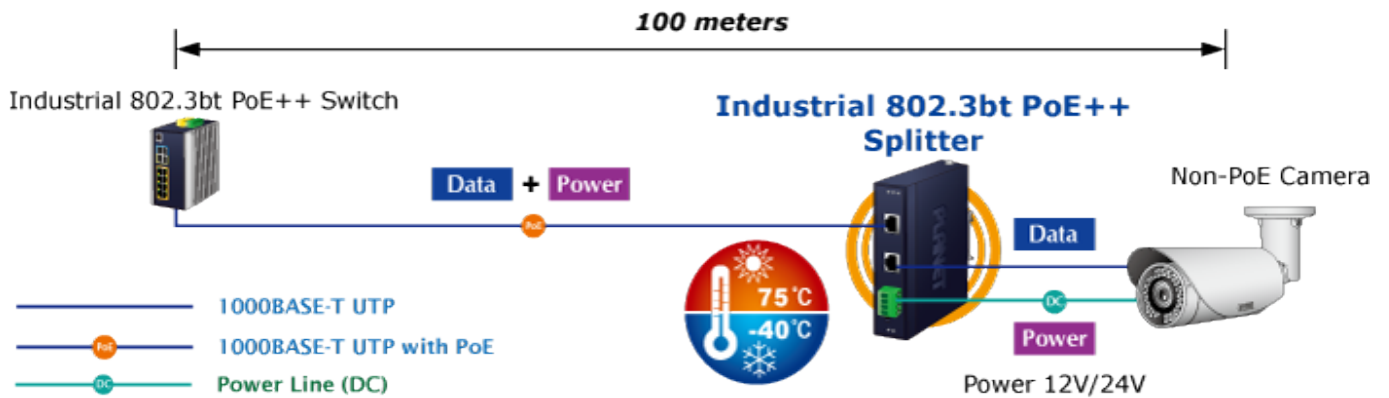 100 meters
Industrial 802.3bt PoE++ Switch
Industrial 802.3bt PoE++
Splitter
Non-PoE Camera
Data + Power
PoE
PLANET
Data
75°C
-40°C
DC
Power
Power 12V/24V
1000BASE-T UTP
PoE
1000BASE-T UTP with PoE
DC
Power Line (DC)